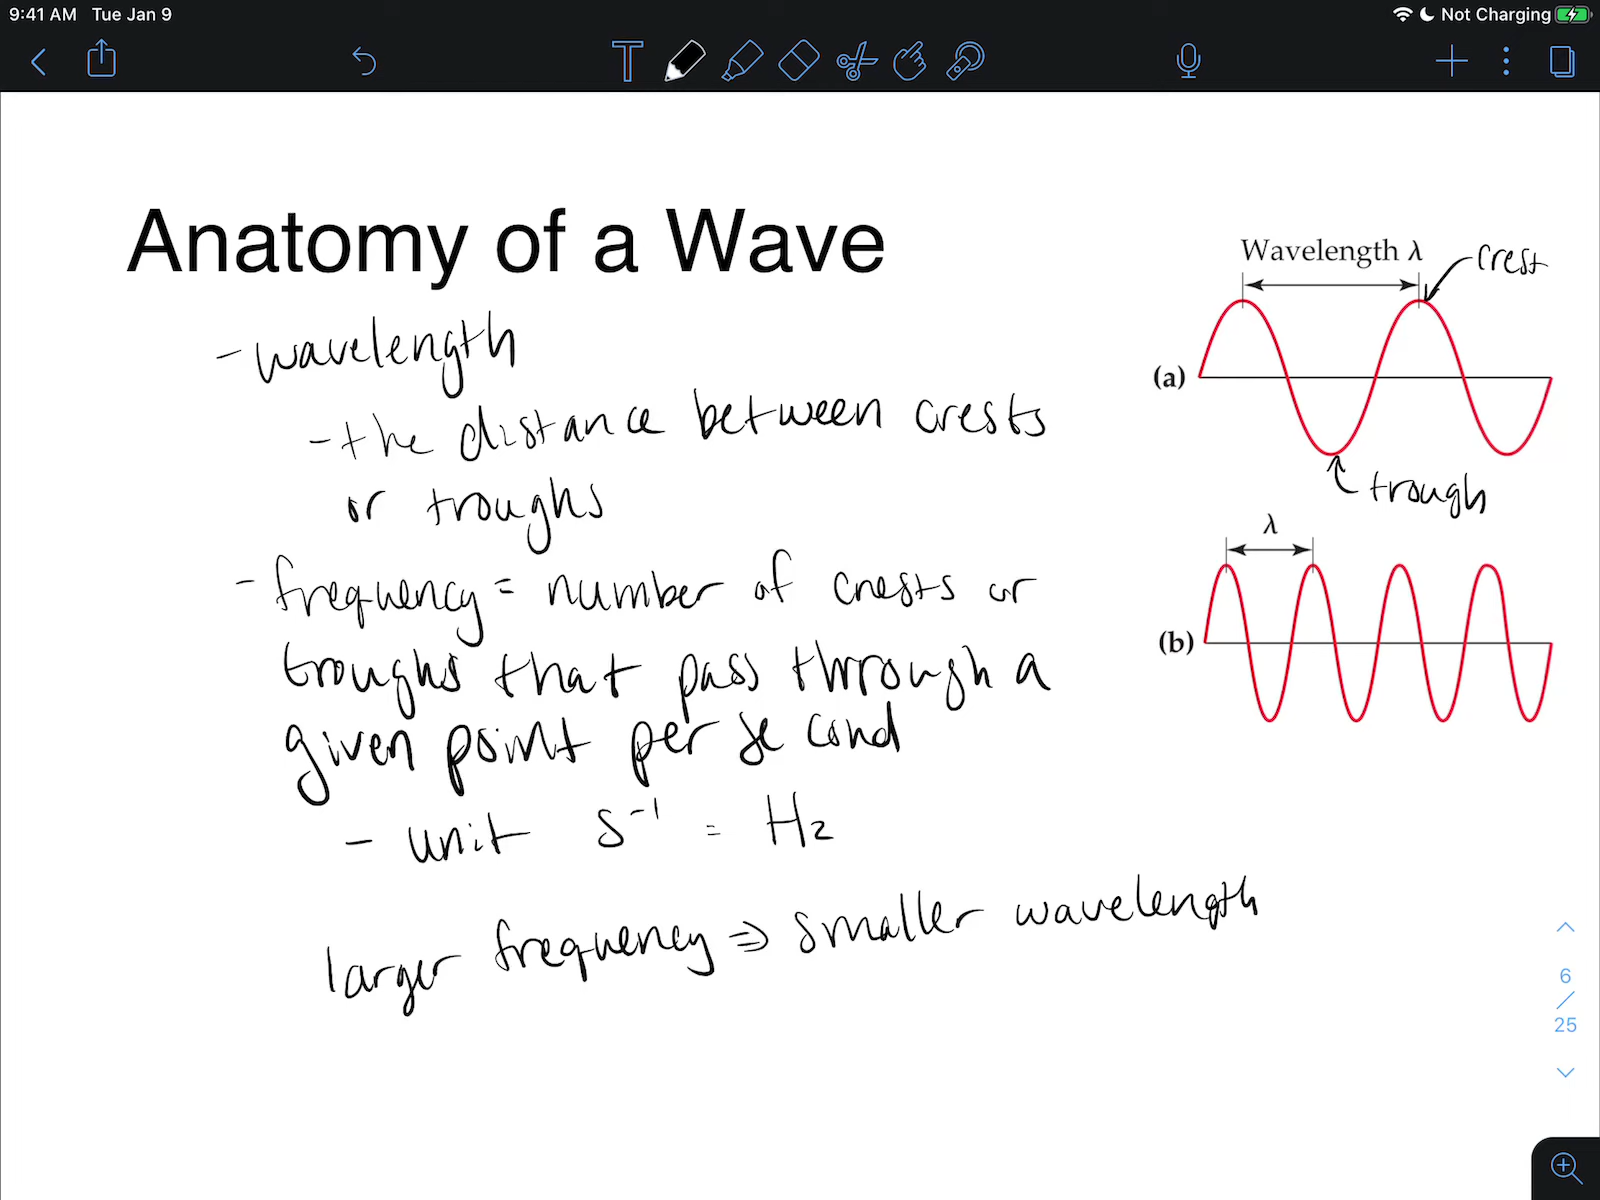 9:41 AM Tue Jan 9
Not Charging
T
Anatomy of a Wave
- wavelength
- the distance between crests
or troughs
- frequency = number of crests or
troughs that pass through a
given point per second
- unit s⁻¹ = Hz
larger frequency ⇒ smaller wavelength
Wavelength λ
crest
(a)
trough
λ
(b)
6
/
25